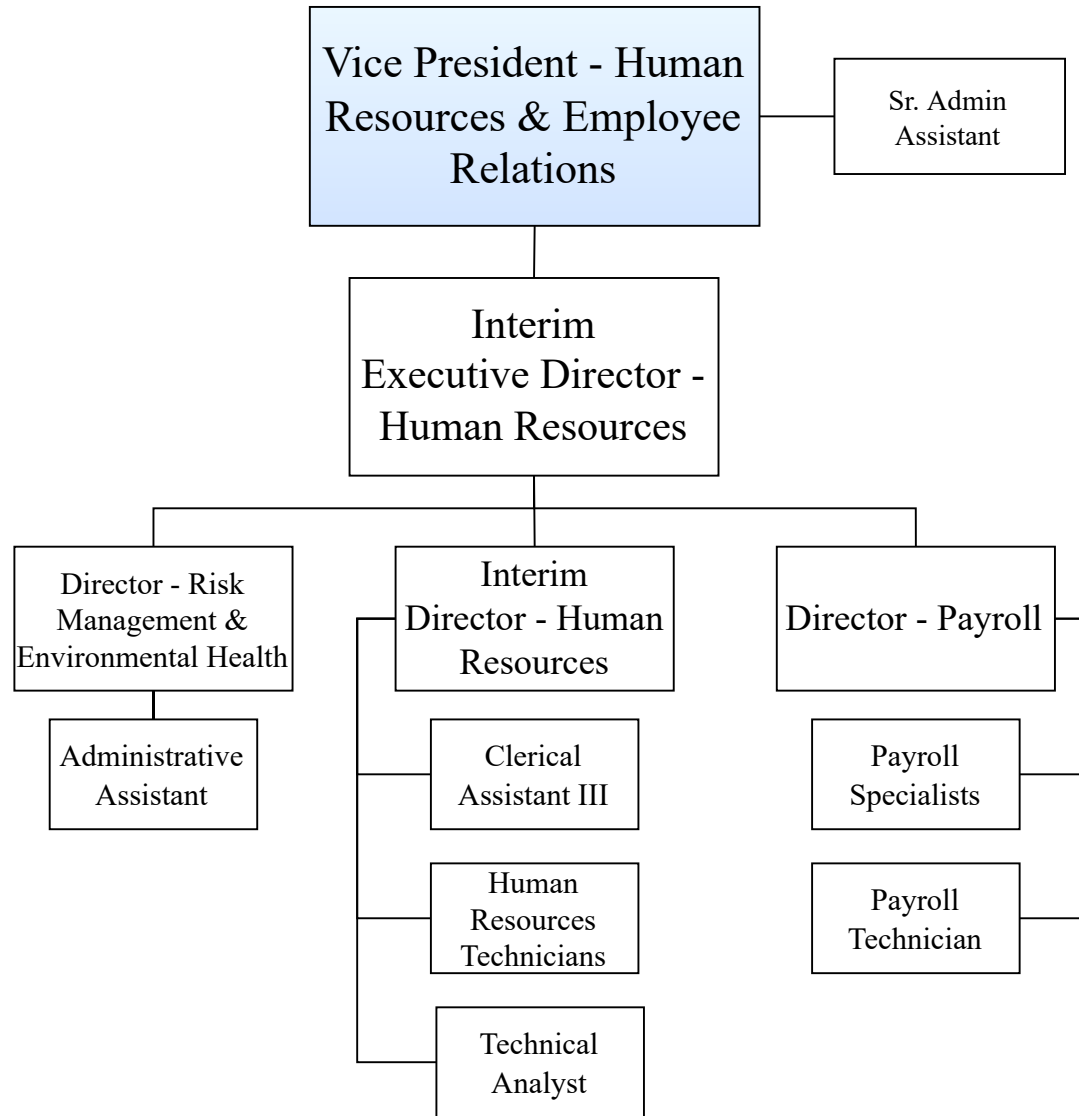 Vice President - Human
Resources & Employee
Relations
Sr. Admin
Assistant
Interim
Executive Director -
Human Resources
Director - Risk
Management &
Environmental Health
Interim
Director - Human
Resources
Director - Payroll
Administrative
Assistant
Clerical
Assistant III
Payroll
Specialists
Human
Resources
Technicians
Payroll
Technician
Technical
Analyst